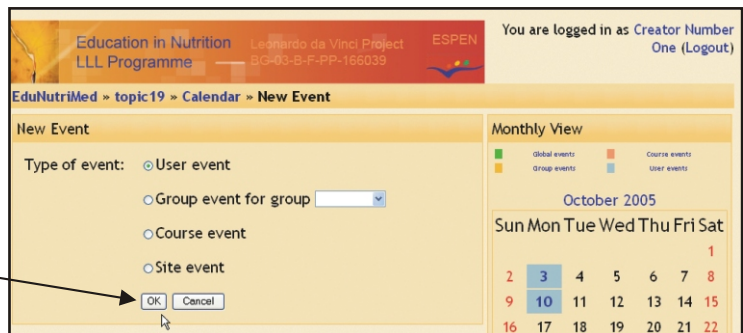 Education in Nutrition
LLL Programme
Leonardo da Vinci Project
BG-03-B-F-PP-166039
ESPEN
You are logged in as Creator Number
One (Logout)
EduNutriMed » topic19 » Calendar » New Event
New Event
Type of event: User event
Group event for group
Course event
Site event
OK Cancel
Monthly View
Global events Course events
Group events User events
October 2005
Sun Mon Tue Wed Thu Fri Sat
1
2 3 4 5 6 7 8
9 10 11 12 13 14 15
16 17 18 19 20 21 22